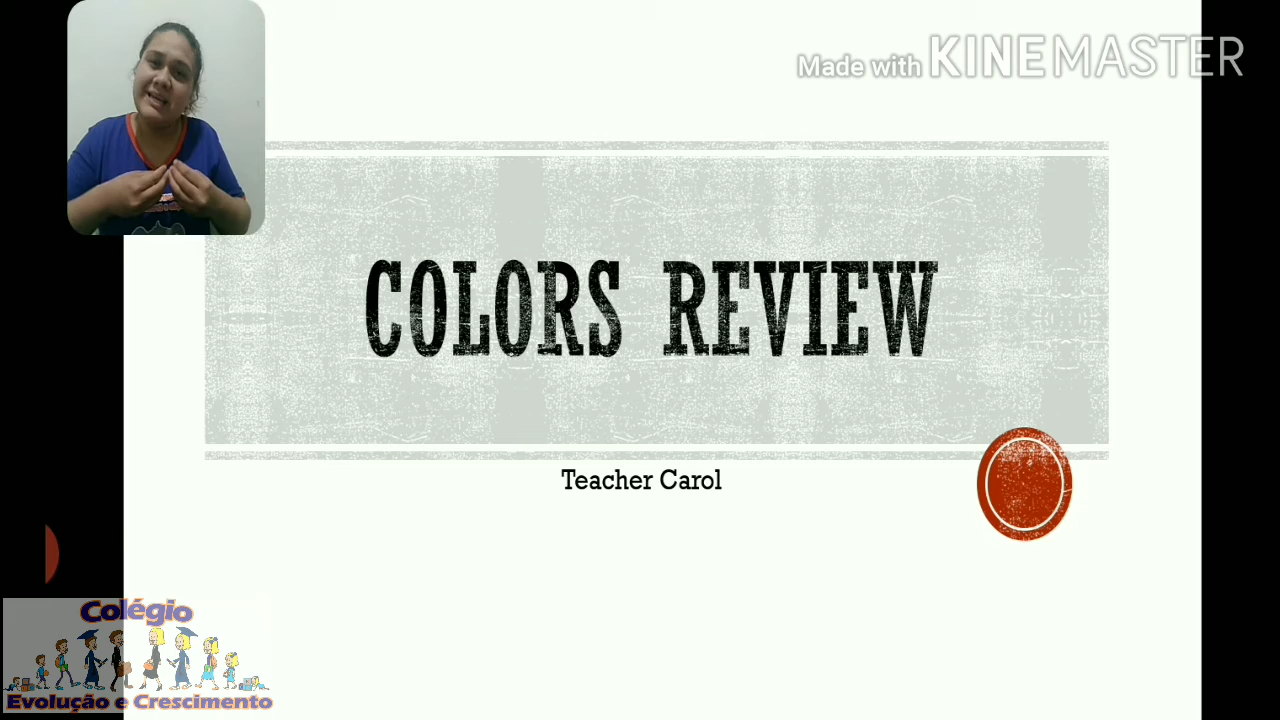 Made with KINEMASTER
COLORS REVIEW
Teacher Carol
Colégio
Evolução e Crescimento